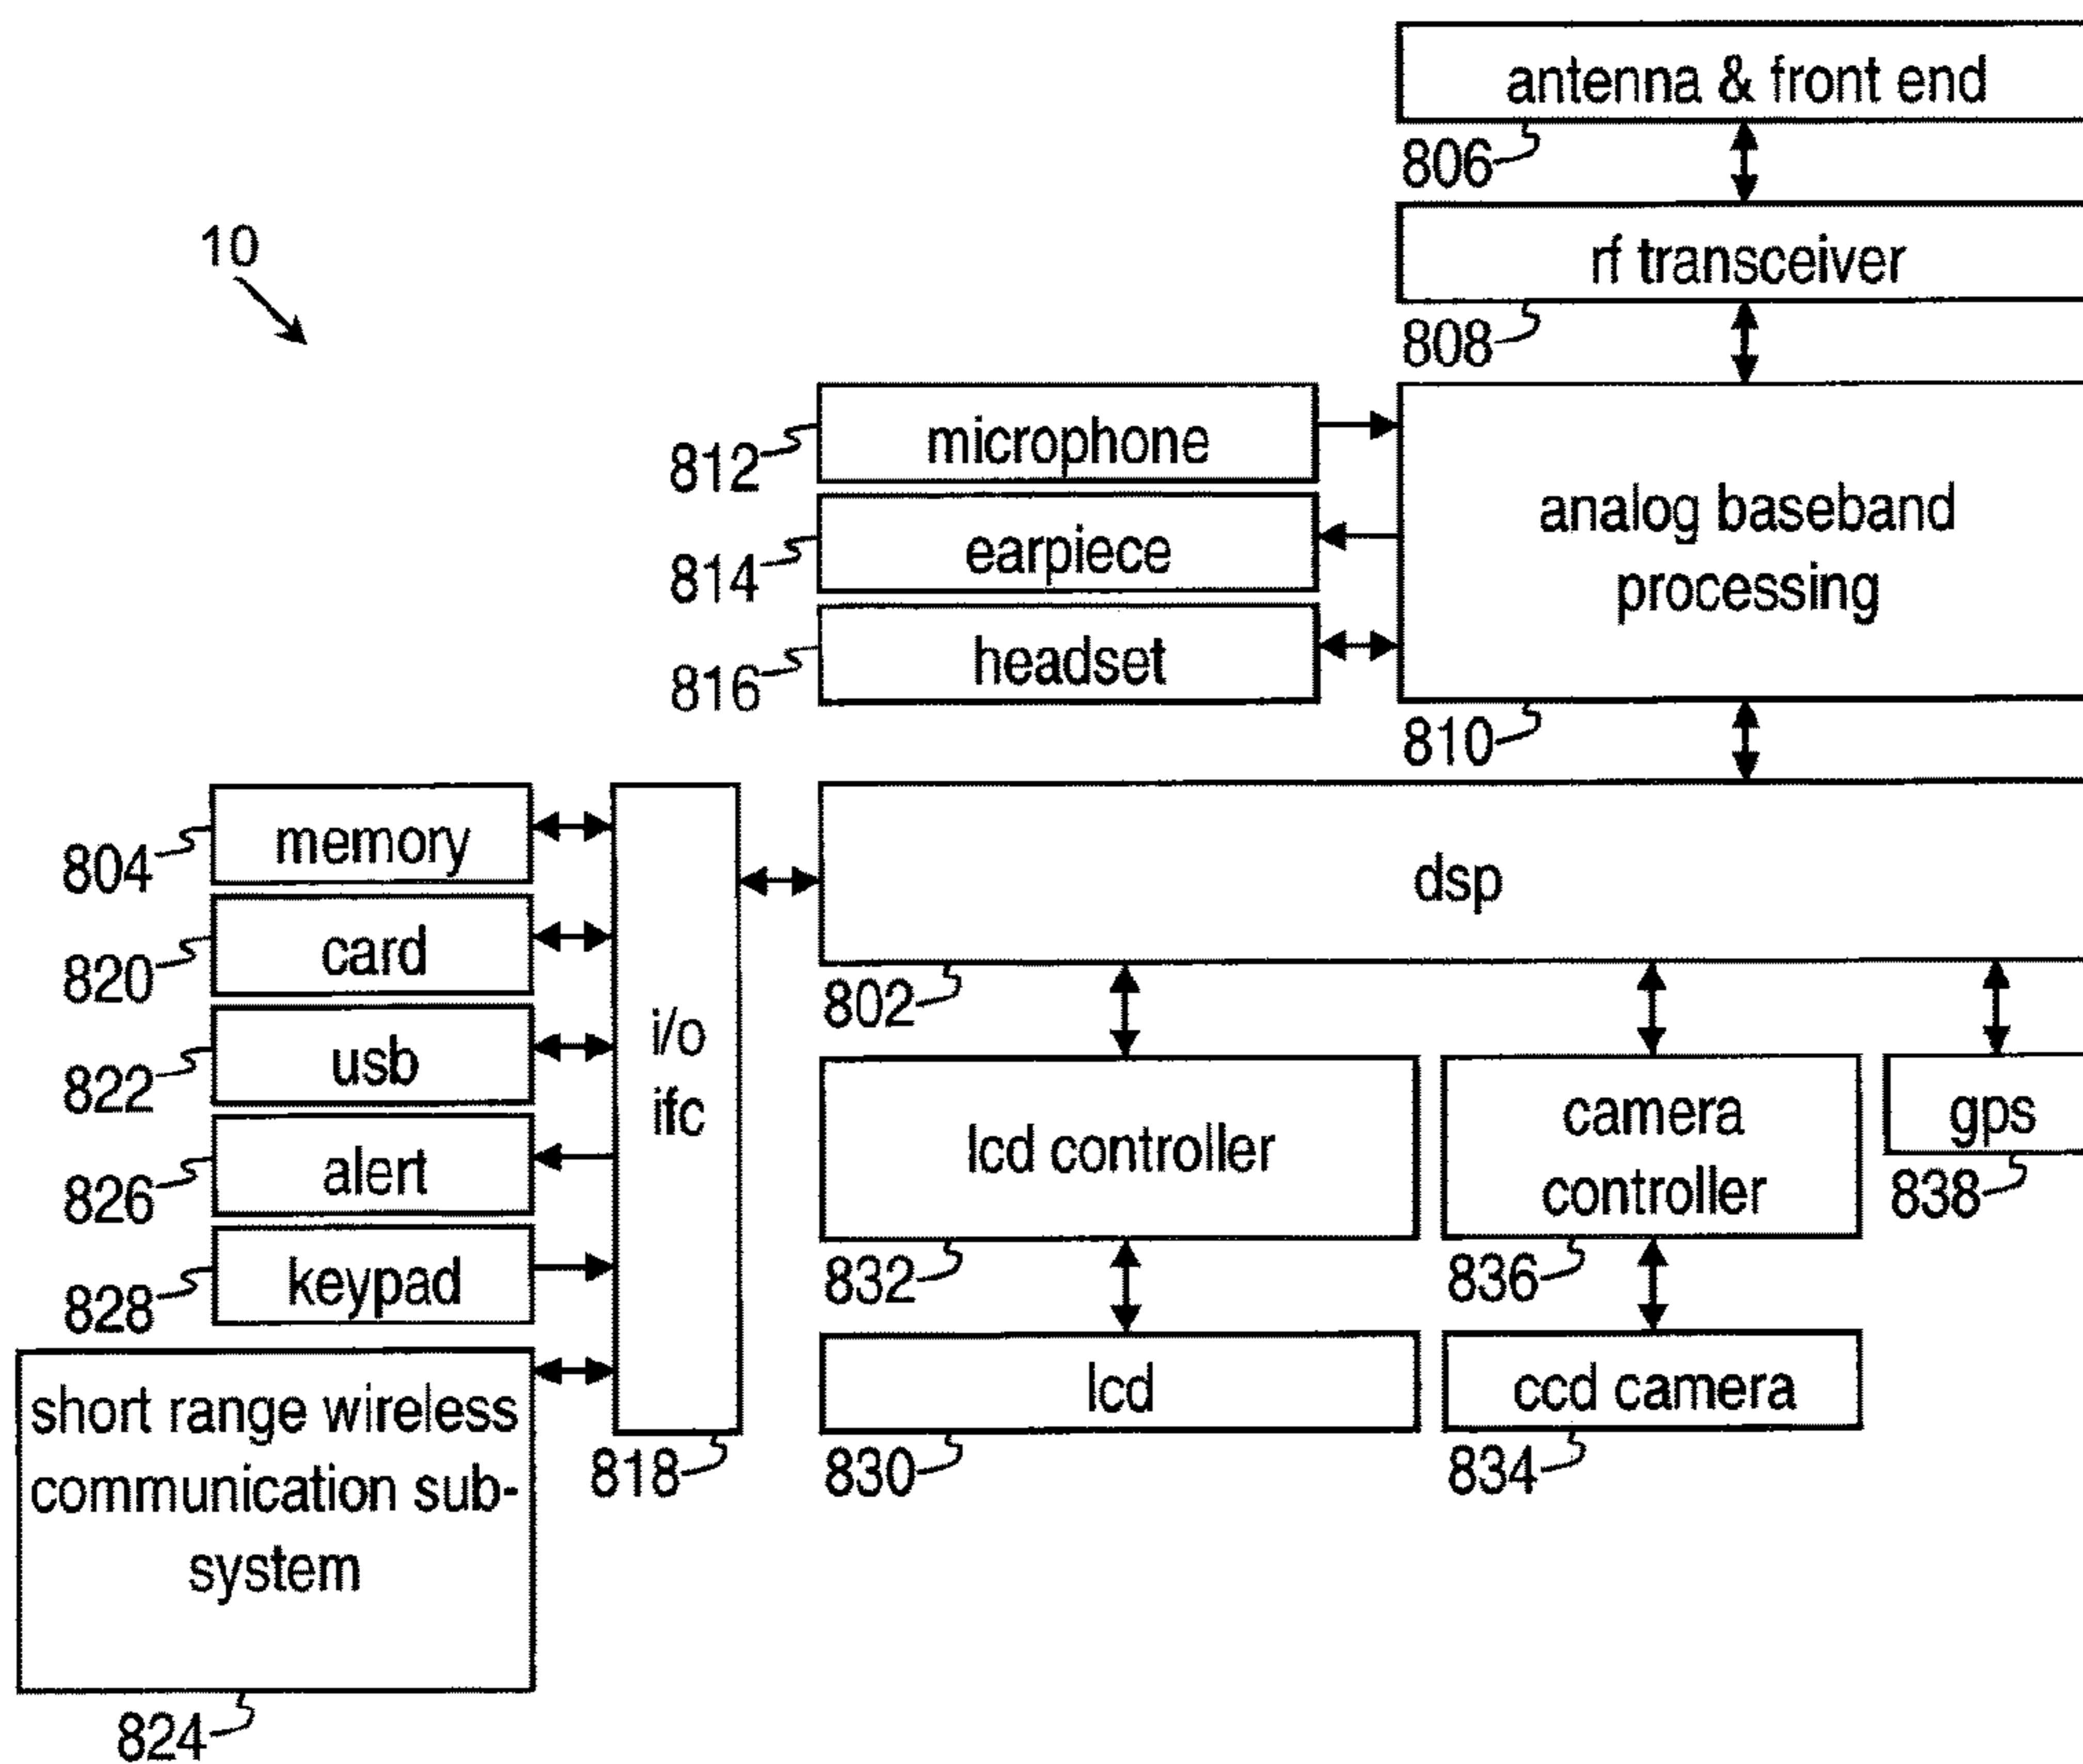 antenna & front end
806
10
rf transceiver
808
microphone
812
analog baseband
processing
earpiece
814
headset
816
810
memory
804
dsp
card
820
802
i/o
ifc
usb
822
lcd controller
camera
controller
gps
838
alert
826
832
836
keypad
828
short range wireless
communication sub-
system
lcd
ccd camera
818
830
834
824